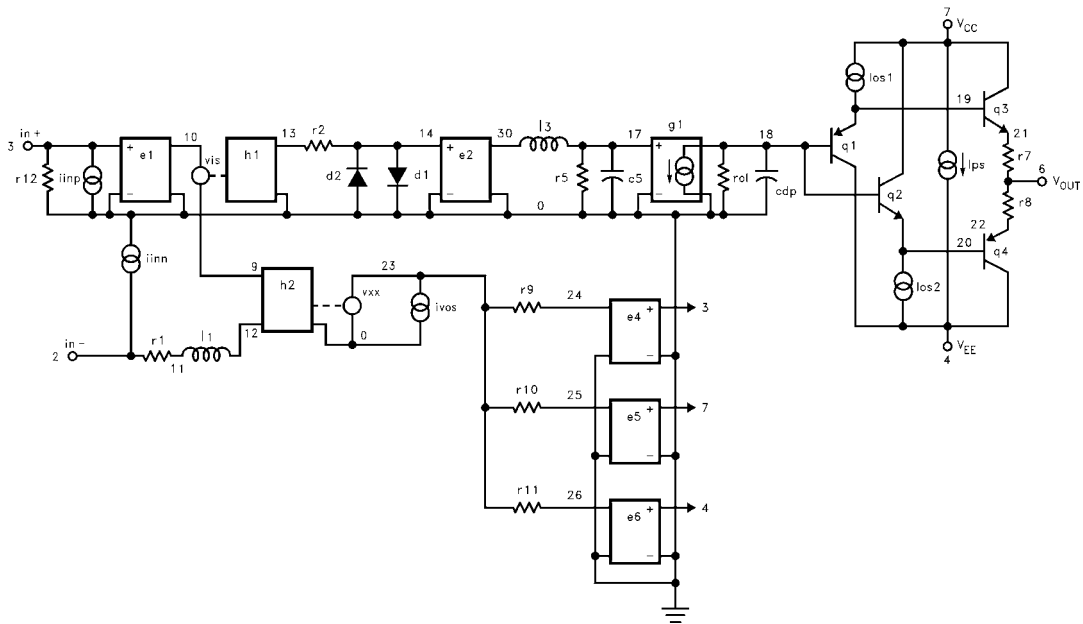 7
VCC
Ios1
19
q3
in+
3
10
13
r2
14
30
l3
17
g1
18
21
e1
vis
h1
e2
q1
r7
6
VOUT
r12
iinp
d2
d1
r5
c5
rol
cdp
q2
Ips
r8
0
22
20
q4
iinn
9
h2
23
vxx
ivos
Ios2
r9
24
e4
3
12
0
in-
2
r1
l1
11
VEE
4
r10
25
e5
7
r11
26
e6
4